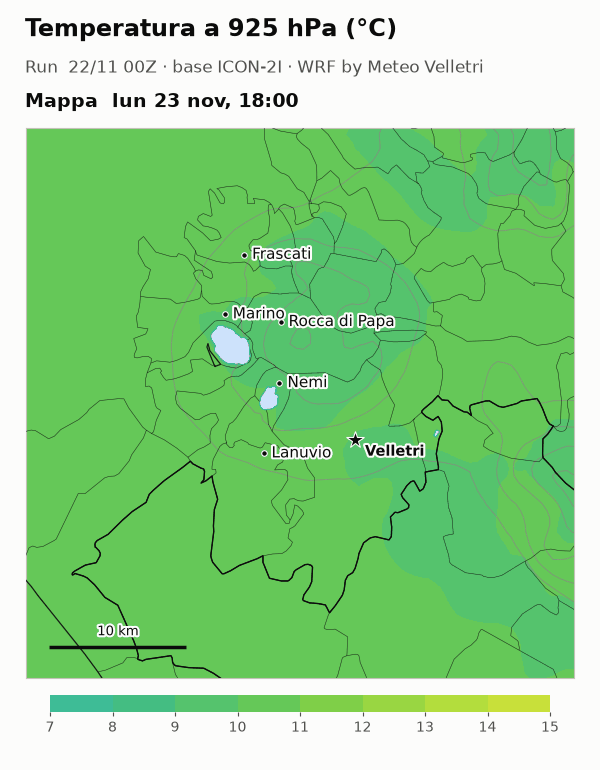 Temperatura a 925 hPa (°C)
Run  22/11 00Z · base ICON-2I · WRF by Meteo Velletri
Mappa  lun 23 nov, 18:00
Frascati
Marino
Rocca di Papa
Nemi
Velletri
Lanuvio
10 km
7 8 9 10 11 12 13 14 15